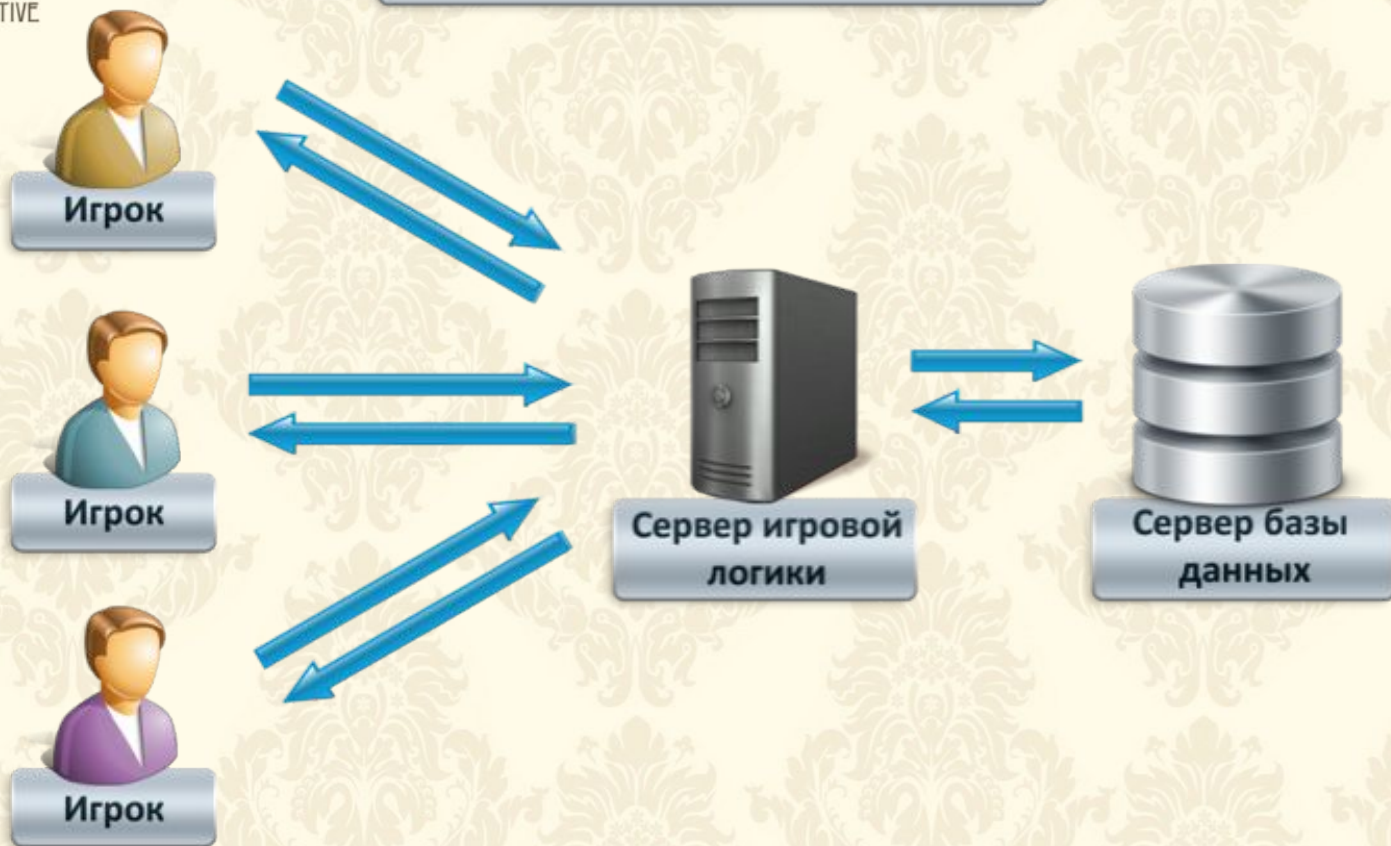 TIVE
Игрок
Игрок
Сервер игровой
логики
Сервер базы
данных
Игрок